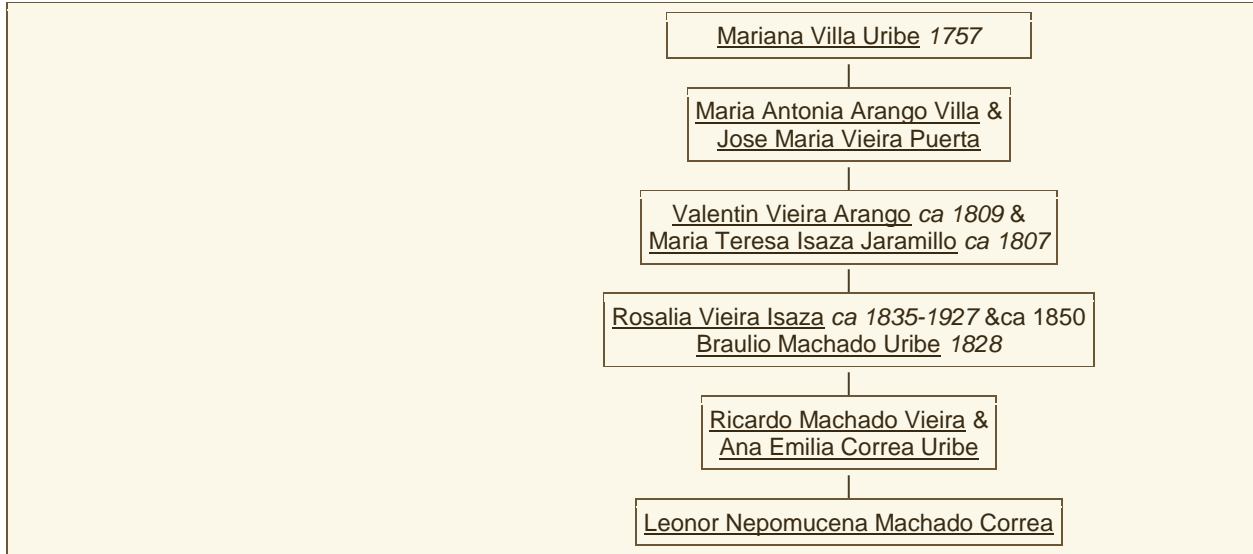 Mariana Villa Uribe 1757
Maria Antonia Arango Villa &
Jose Maria Vieira Puerta
Valentin Vieira Arango ca 1809 &
Maria Teresa Isaza Jaramillo ca 1807
Rosalia Vieira Isaza ca 1835-1927 &ca 1850
Braulio Machado Uribe 1828
Ricardo Machado Vieira &
Ana Emilia Correa Uribe
Leonor Nepomucena Machado Correa